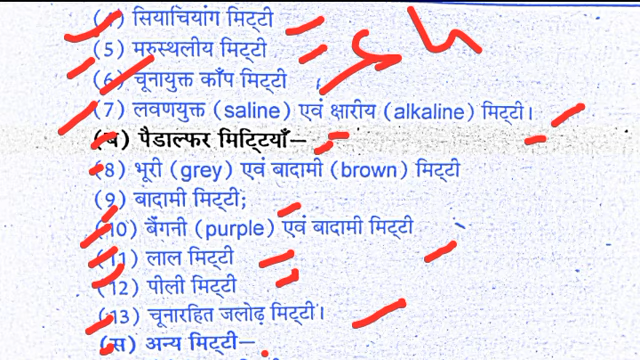 (4) सियाचियांग मिट्टी
(5) मरुस्थलीय मिट्टी
(6) चूनायुक्त काँप मिट्टी
(7) लवणयुक्त (saline) एवं क्षारीय (alkaline) मिट्टी।
(ब) पैडाल्फर मिट्टियाँ—
(8) भूरी (grey) एवं बादामी (brown) मिट्टी
(9) बादामी मिट्टी;
(10) बैंगनी (purple) एवं बादामी मिट्टी
(11) लाल मिट्टी
(12) पीली मिट्टी
(13) चूनारहित जलोढ़ मिट्टी।
(स) अन्य मिट्टी—